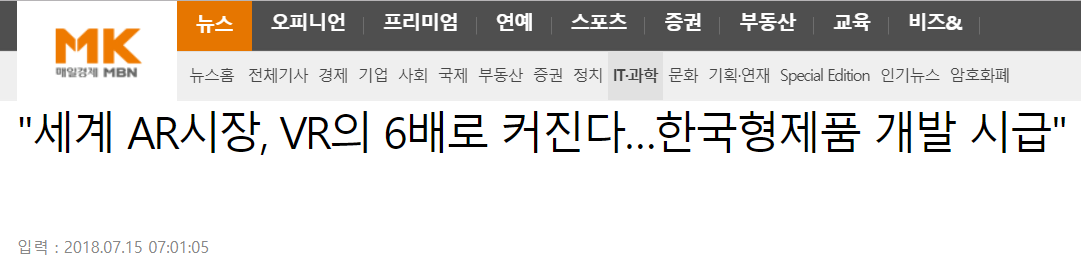 뉴스 오피니언 프리미엄 연예 스포츠 증권 부동산 교육 비즈&
MK
매일경제 MBN
뉴스홈 전체기사 경제 기업 사회 국제 부동산 증권 정치 IT·과학 문화 기획·연재 Special Edition 인기뉴스 암호화폐
"세계 AR시장, VR의 6배로 커진다...한국형제품 개발 시급"
입력 : 2018.07.15 07:01:05